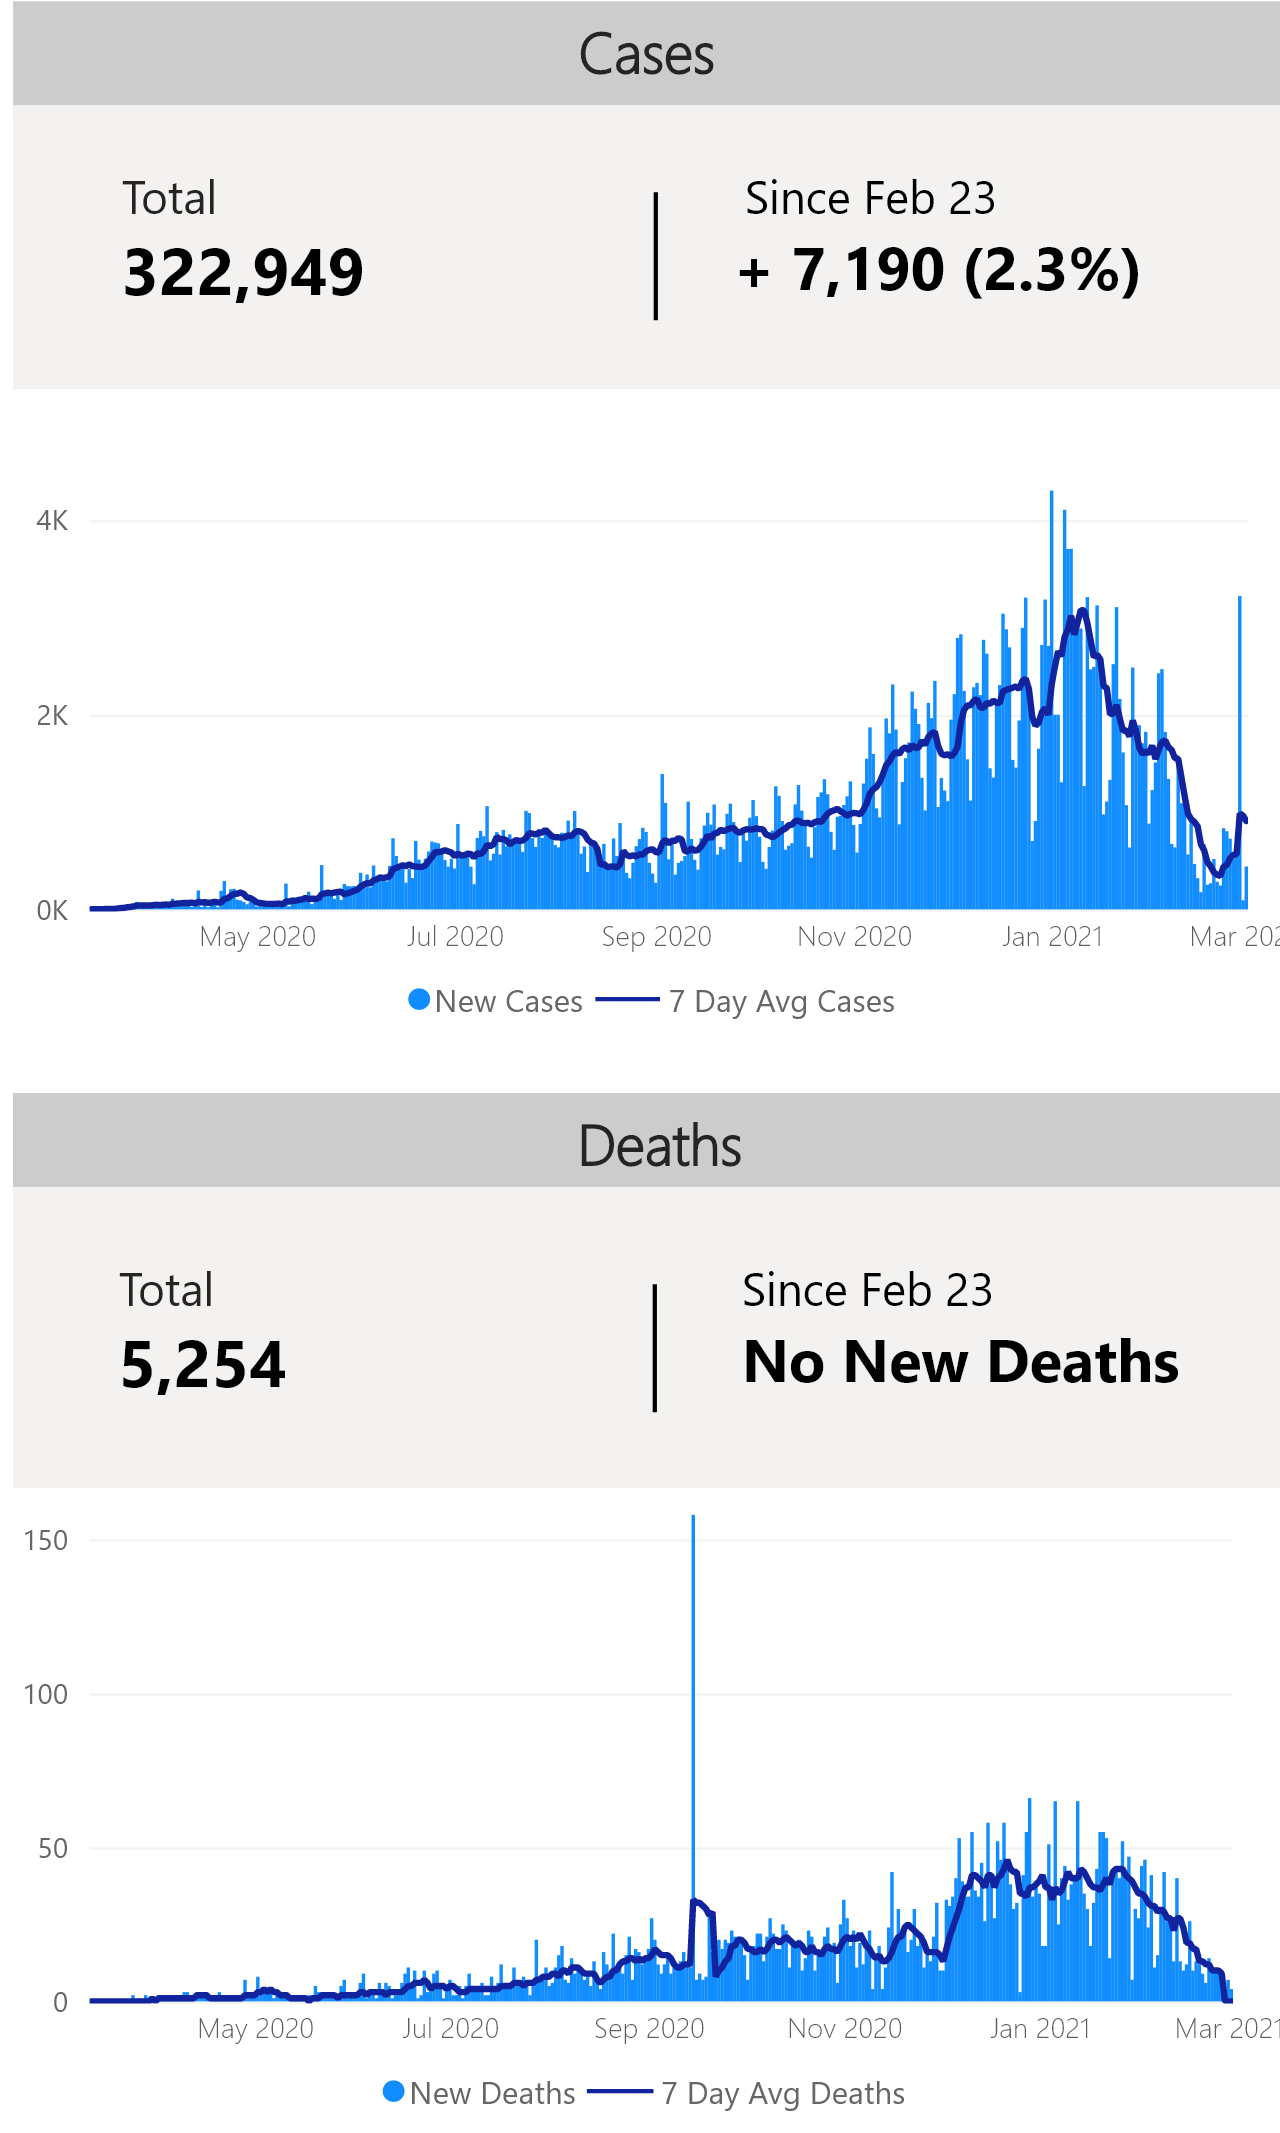 Cases
Total
Since Feb 23
322,949
+ 7,190 (2.3%)
4K
2K
0K
May 2020
Jul 2020
Sep 2020
Nov 2020
Jan 2021
Mar 202
New Cases
7 Day Avg Cases
Deaths
Total
Since Feb 23
5,254
No New Deaths
150
100
50
0
May 2020
Jul 2020
Sep 2020
Nov 2020
Jan 2021
Mar 2021
New Deaths
7 Day Avg Deaths